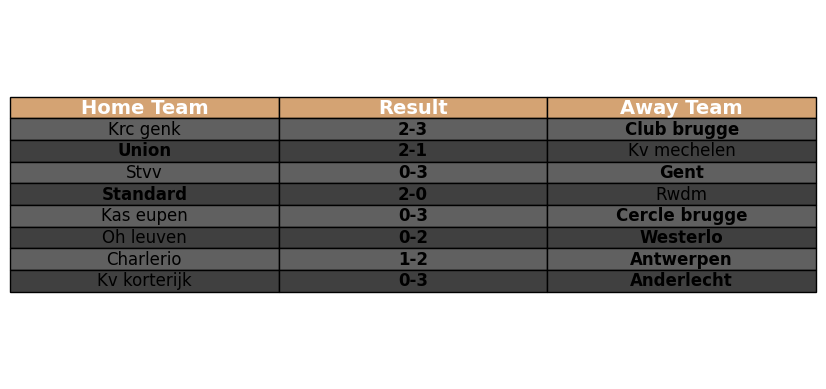 Home Team Result Away Team
Krc genk 2-3 Club brugge
Union 2-1 Kv mechelen
Stvv 0-3 Gent
Standard 2-0 Rwdm
Kas eupen 0-3 Cercle brugge
Oh leuven 0-2 Westerlo
Charlerio 1-2 Antwerpen
Kv korterijk 0-3 Anderlecht